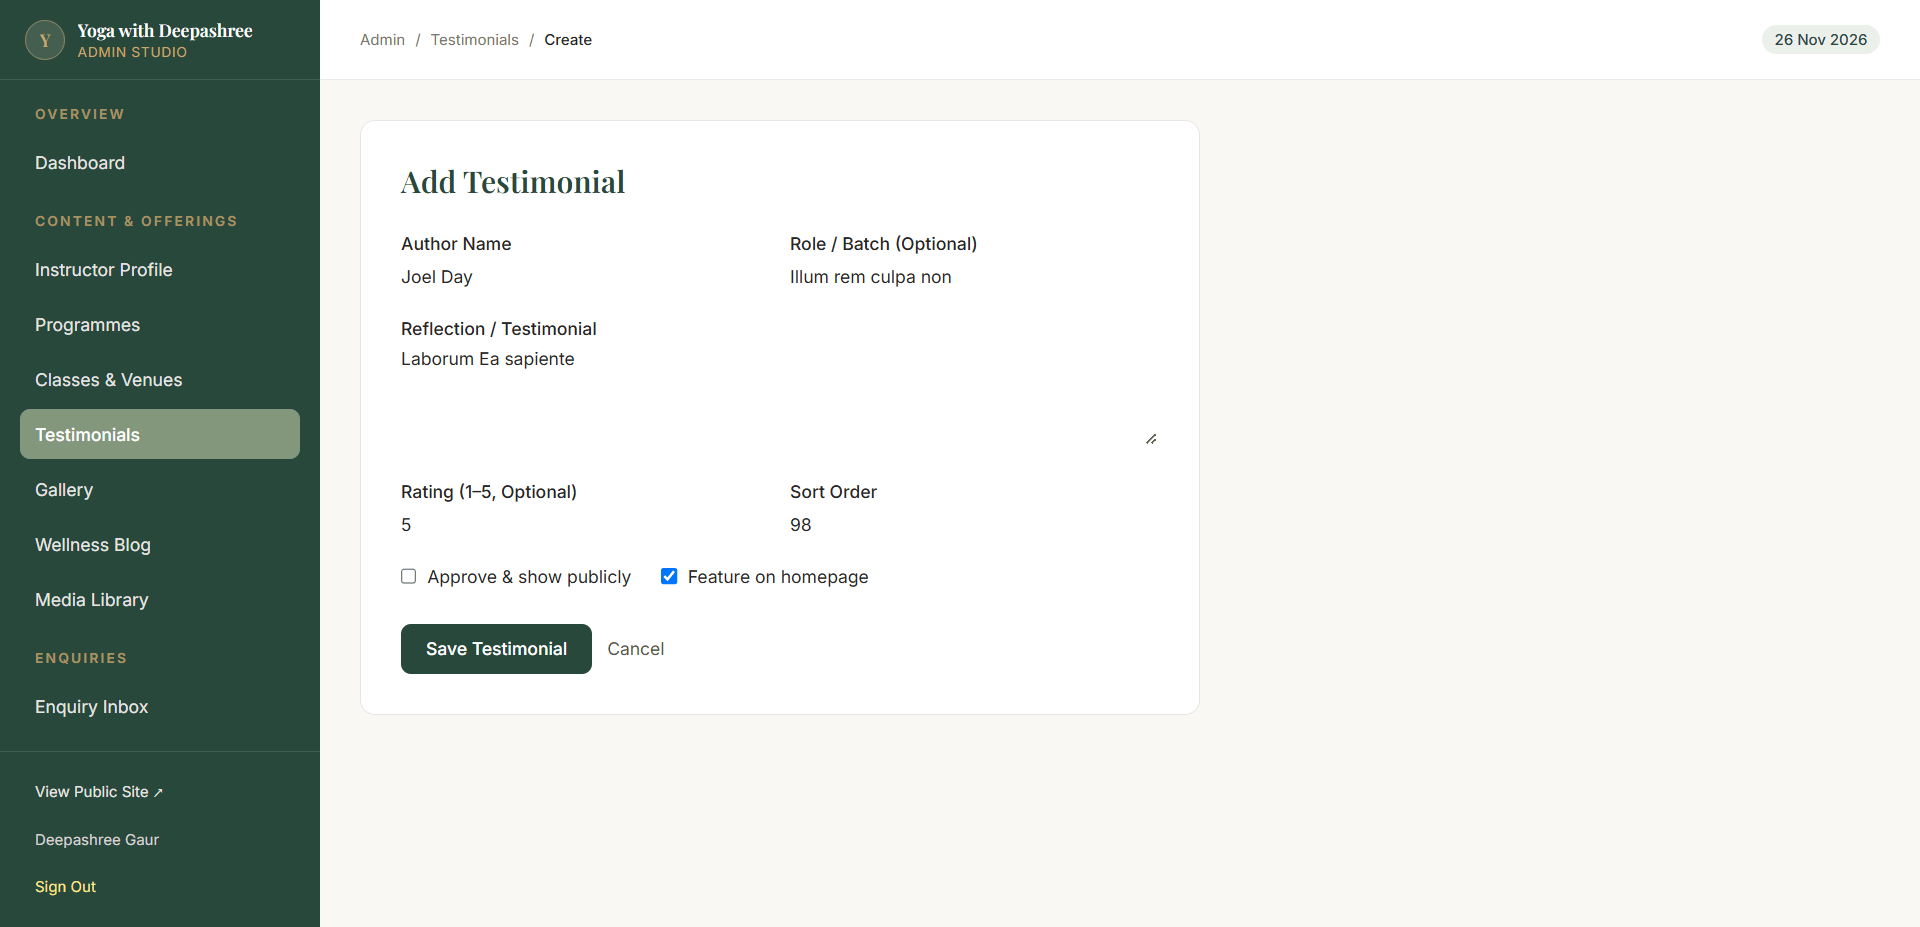 Y
Yoga with Deepashree
ADMIN STUDIO
OVERVIEW
Dashboard
CONTENT & OFFERINGS
Instructor Profile
Programmes
Classes & Venues
Testimonials
Gallery
Wellness Blog
Media Library
ENQUIRIES
Enquiry Inbox
View Public Site ↗
Deepashree Gaur
Sign Out
Admin / Testimonials / Create
26 Nov 2026
Add Testimonial
Author Name
Joel Day
Role / Batch (Optional)
Illum rem culpa non
Reflection / Testimonial
Laborum Ea sapiente
Rating (1–5, Optional)
5
Sort Order
98
Approve & show publicly
Feature on homepage
Save Testimonial
Cancel